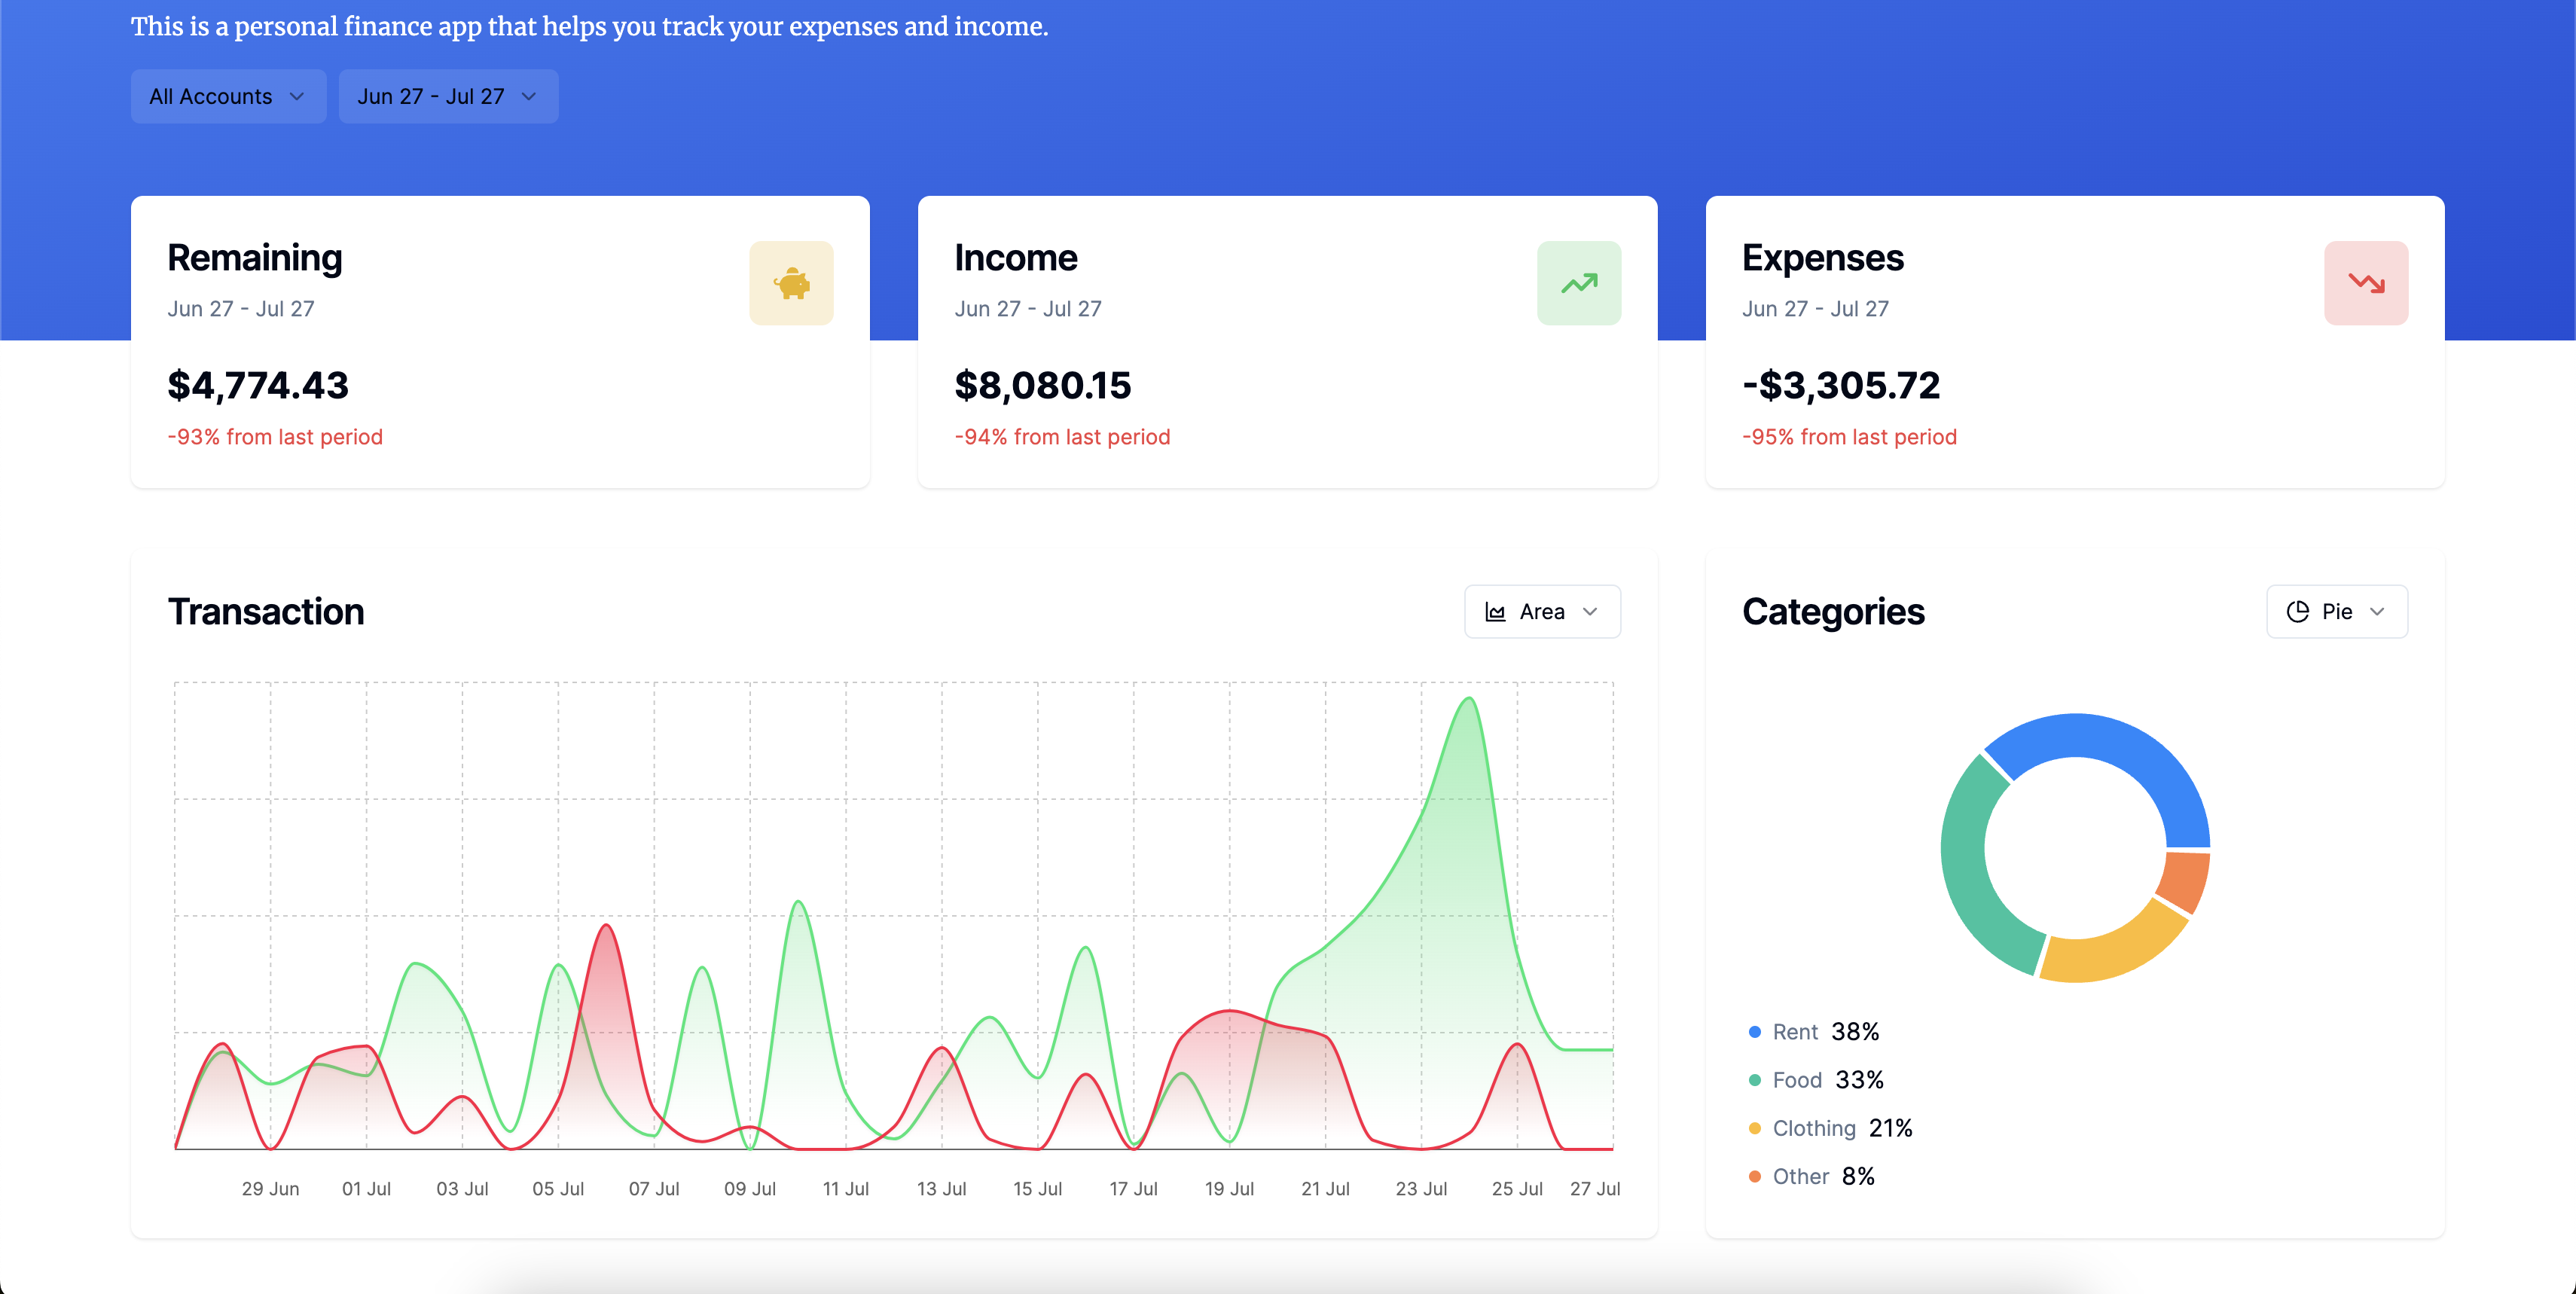 This is a personal finance app that helps you track your expenses and income.
All Accounts
Jun 27 - Jul 27
Remaining
Jun 27 - Jul 27
$4,774.43
-93% from last period
Income
Jun 27 - Jul 27
$8,080.15
-94% from last period
Expenses
Jun 27 - Jul 27
-$3,305.72
-95% from last period
Transaction
Area
29 Jun 01 Jul 03 Jul 05 Jul 07 Jul 09 Jul 11 Jul 13 Jul 15 Jul 17 Jul 19 Jul 21 Jul 23 Jul 25 Jul 27 Jul
Categories
Pie
Rent 38%
Food 33%
Clothing 21%
Other 8%